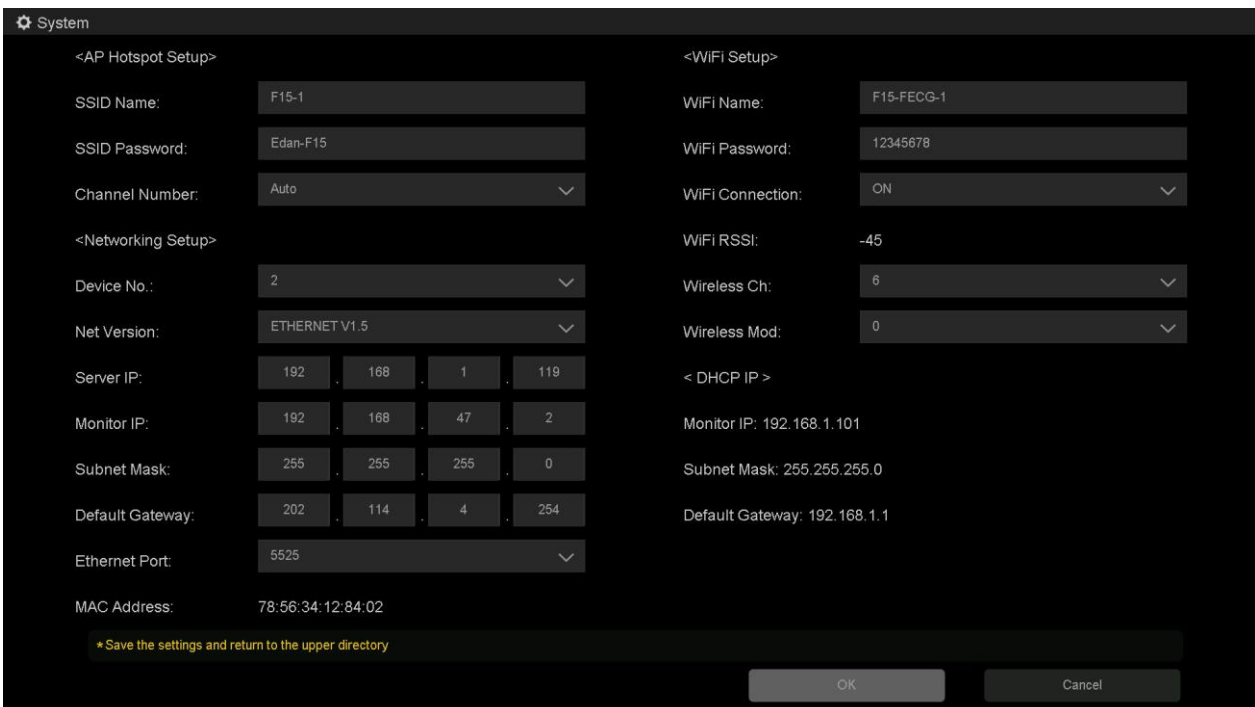 System
<AP Hotspot Setup>
SSID Name: F15-1
SSID Password: Edan-F15
Channel Number: Auto
<Networking Setup>
Device No.: 2
Net Version: ETHERNET V1.5
Server IP: 192 . 168 . 1 . 119
Monitor IP: 192 . 168 . 47 . 2
Subnet Mask: 255 . 255 . 255 . 0
Default Gateway: 202 . 114 . 4 . 254
Ethernet Port: 5525
MAC Address: 78:56:34:12:84:02
<WiFi Setup>
WiFi Name: F15-FECG-1
WiFi Password: 12345678
WiFi Connection: ON
WiFi RSSI: -45
Wireless Ch: 6
Wireless Mod: 0
< DHCP IP >
Monitor IP: 192.168.1.101
Subnet Mask: 255.255.255.0
Default Gateway: 192.168.1.1
*Save the settings and return to the upper directory
OK
Cancel